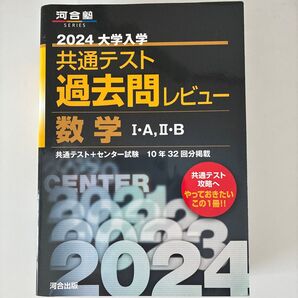 河合塾
SERIES
2024 大学入学
共通テスト
過去問レビュー
数学 I・A,II・B
共通テスト+センター試験 10年32回分掲載
共通テスト
攻略へ
やっておきたい
この1冊!!
CENTER
2022
2023
2024
河合出版